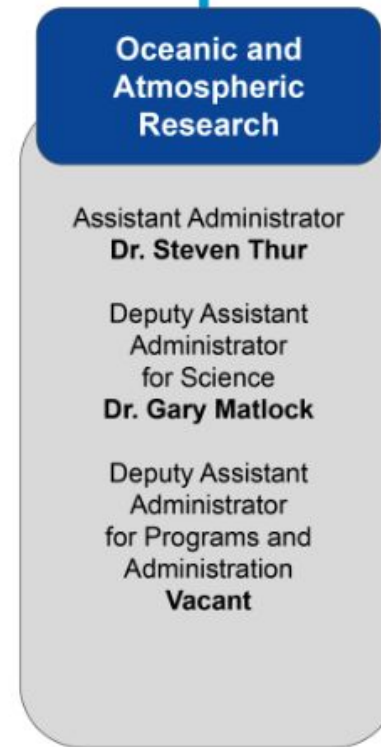 Oceanic and
Atmospheric
Research
Assistant Administrator
Dr. Steven Thur
Deputy Assistant
Administrator
for Science
Dr. Gary Matlock
Deputy Assistant
Administrator
for Programs and
Administration
Vacant